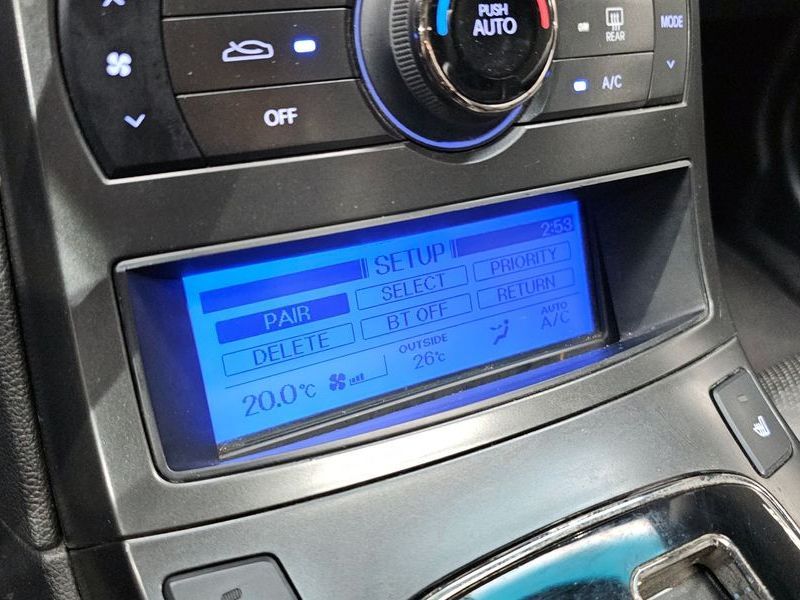 PUSH
AUTO
REAR
MODE
OFF
A/C
SETUP
2:53
PAIR SELECT PRIORITY
DELETE BT OFF RETURN
20.0°C
OUTSIDE
26°C
AUTO
A/C